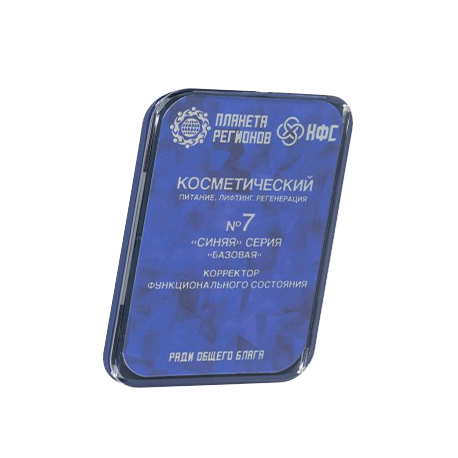 ПЛАНЕТА
РЕГИОНОВ
КФС
КОСМЕТИЧЕСКИЙ
ПИТАНИЕ, ЛИФТИНГ, РЕГЕНЕРАЦИЯ
№7
«СИНЯЯ» СЕРИЯ
«БАЗОВАЯ»
КОРРЕКТОР
ФУНКЦИОНАЛЬНОГО СОСТОЯНИЯ
РАДИ ОБЩЕГО БЛАГА